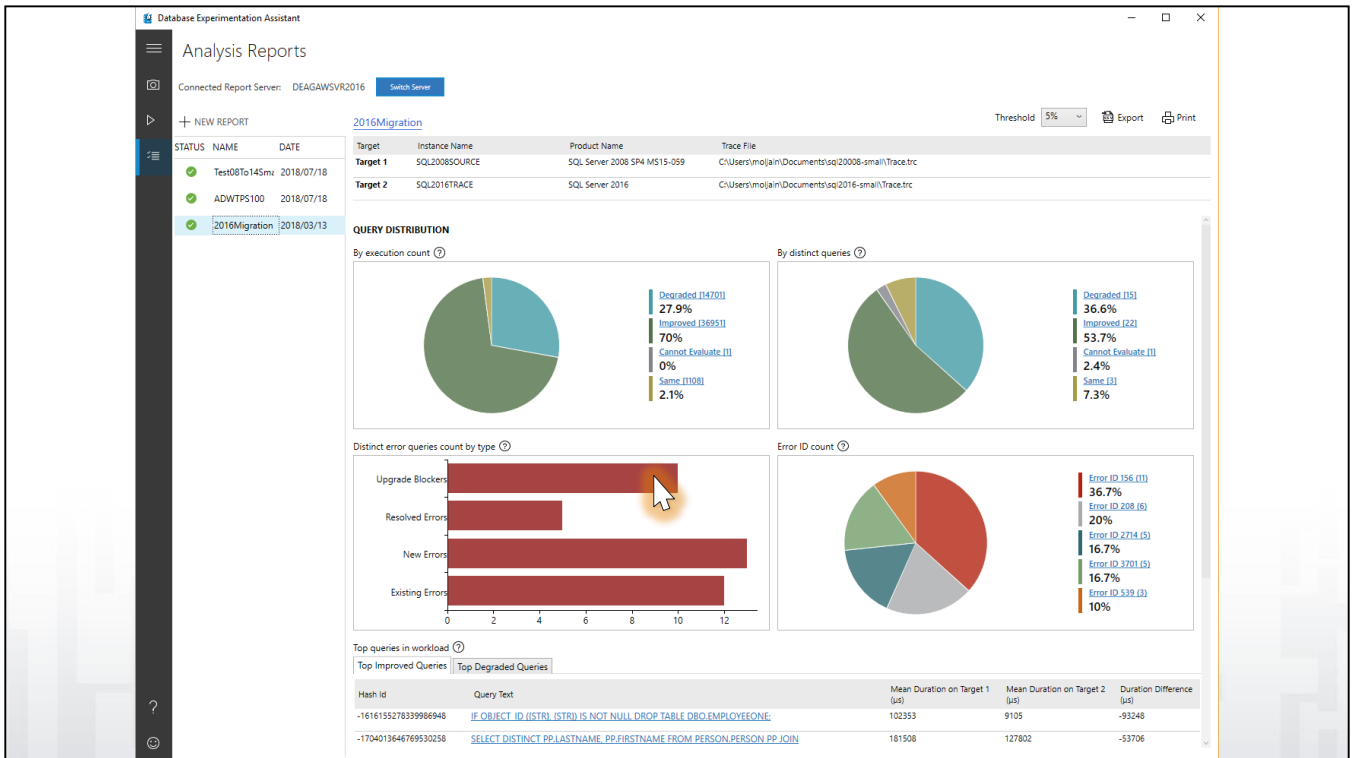 Database Experimentation Assistant
Analysis Reports
Connected Report Server: DEAGAWSVR2016 Switch Server
+ NEW REPORT
STATUS NAME DATE
Test08To14Sma 2018/07/18
ADWTPS100 2018/07/18
2016Migration 2018/03/13
2016Migration
Threshold 5% Export Print
Target Instance Name Product Name Trace File
Target 1 SQL2008SOURCE SQL Server 2008 SP4 MS15-059 C:\Users\moljain\Documents\sql20008-small\Trace.trc
Target 2 SQL2016TRACE SQL Server 2016 C:\Users\moljain\Documents\sql2016-small\Trace.trc
QUERY DISTRIBUTION
By execution count ?
Degraded [14701]
27.9%
Improved [36951]
70%
Cannot Evaluate [1]
0%
Same [1108]
2.1%
By distinct queries ?
Degraded [15]
36.6%
Improved [22]
53.7%
Cannot Evaluate [1]
2.4%
Same [3]
7.3%
Distinct error queries count by type ?
Upgrade Blockers
Resolved Errors
New Errors
Existing Errors
0 2 4 6 8 10 12
Error ID count ?
Error ID 156 (11)
36.7%
Error ID 208 (6)
20%
Error ID 2714 (5)
16.7%
Error ID 3701 (5)
16.7%
Error ID 539 (3)
10%
Top queries in workload ?
Top Improved Queries Top Degraded Queries
Hash Id Query Text Mean Duration on Target 1 (µs) Mean Duration on Target 2 (µs) Duration Difference (µs)
-1616155278339986948 IF OBJECT_ID ({STR}, {STR}) IS NOT NULL DROP TABLE DBO.EMPLOYEEONE; 102353 9105 -93248
-1704013646769530258 SELECT DISTINCT PP.LASTNAME, PP.FIRSTNAME FROM PERSON.PERSON PP JOIN 181508 127802 -53706
?